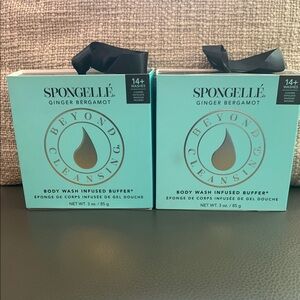 SPONGELLÉ®
GINGER BERGAMOT
14+
WASHES
BEYOND
CLEANSING.
BODY WASH INFUSED BUFFER®
ÉPONGE DE CORPS INFUSÉE DE GEL DOUCHE
NET WT. 3 oz. / 85 g
SPONGELLÉ®
GINGER BERGAMOT
14+
WASHES
BEYOND
CLEANSING.
BODY WASH INFUSED BUFFER®
ÉPONGE DE CORPS INFUSÉE DE GEL DOUCHE
NET WT. 3 oz. / 85 g